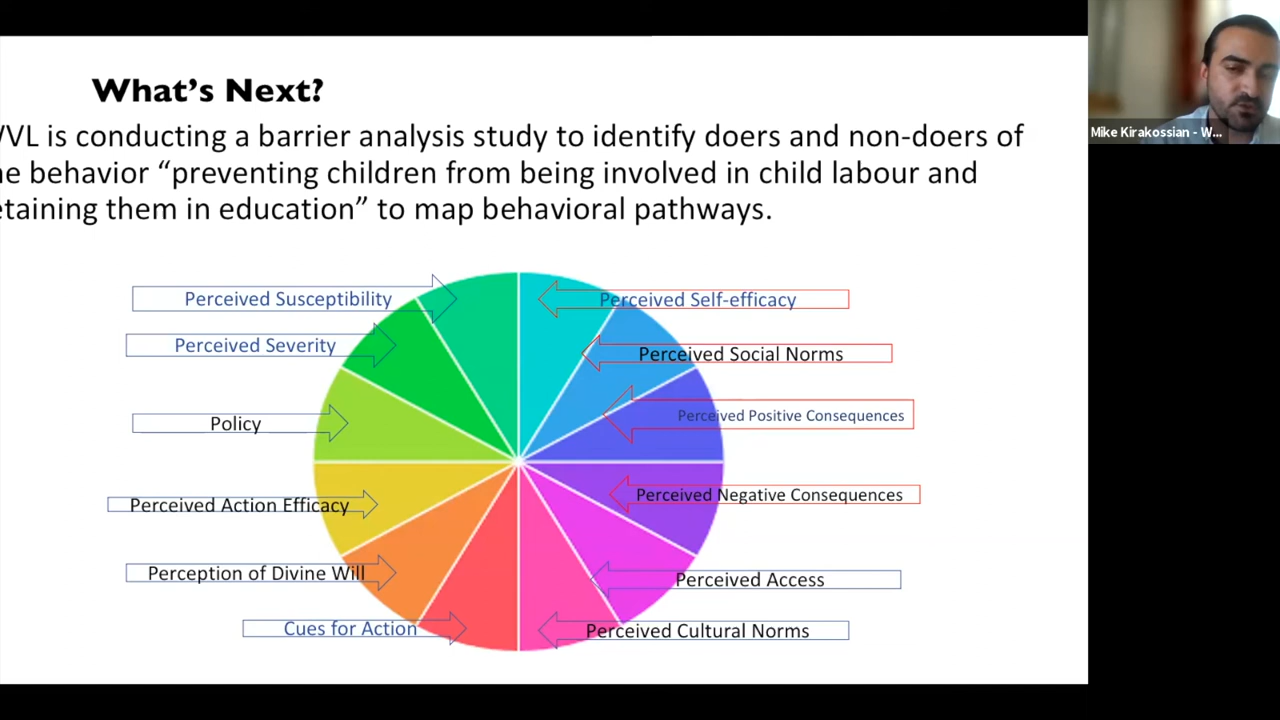 What's Next?
VVL is conducting a barrier analysis study to identify doers and non-doers of
he behavior “preventing children from being involved in child labour and
etaining them in education” to map behavioral pathways.
Perceived Susceptibility
Perceived Self-efficacy
Perceived Severity
Perceived Social Norms
Policy
Perceived Positive Consequences
Perceived Action Efficacy
Perceived Negative Consequences
Perception of Divine Will
Perceived Access
Cues for Action
Perceived Cultural Norms
Mike Kirakossian - W...